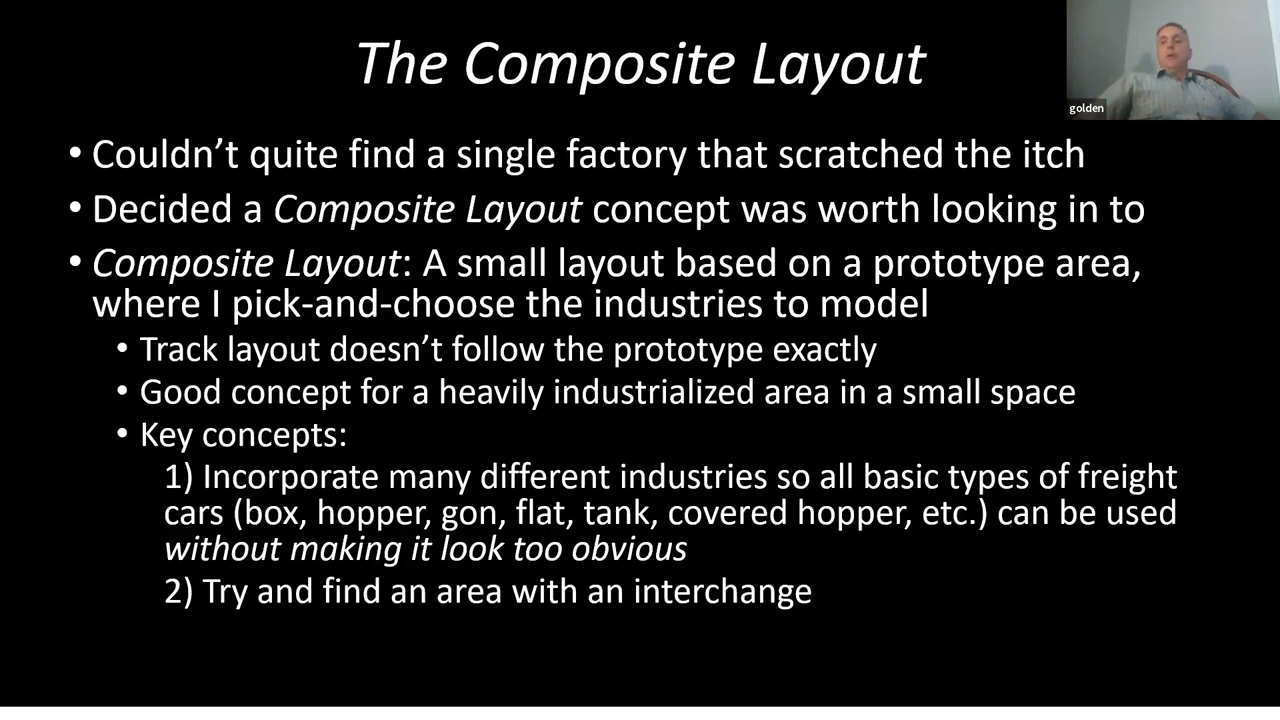 The Composite Layout
golden
• Couldn’t quite find a single factory that scratched the itch
• Decided a Composite Layout concept was worth looking in to
• Composite Layout: A small layout based on a prototype area,
where I pick-and-choose the industries to model
• Track layout doesn’t follow the prototype exactly
• Good concept for a heavily industrialized area in a small space
• Key concepts:
1) Incorporate many different industries so all basic types of freight
cars (box, hopper, gon, flat, tank, covered hopper, etc.) can be used
without making it look too obvious
2) Try and find an area with an interchange